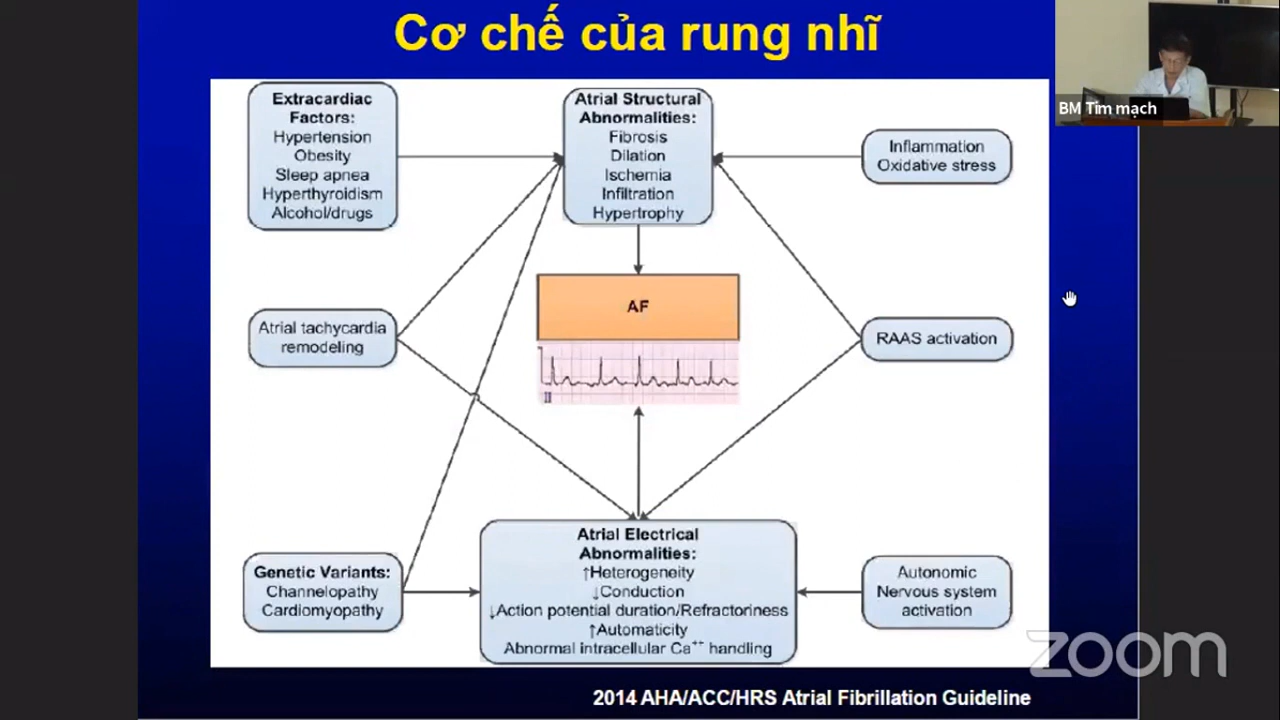 Cơ chế của rung nhĩ
BM Tim mạch
Extracardiac
Factors:
Hypertension
Obesity
Sleep apnea
Hyperthyroidism
Alcohol/drugs
Atrial Structural
Abnormalities:
Fibrosis
Dilation
Ischemia
Infiltration
Hypertrophy
Inflammation
Oxidative stress
AF
II
Atrial tachycardia
remodeling
RAAS activation
Genetic Variants:
Channelopathy
Cardiomyopathy
Atrial Electrical
Abnormalities:
↑Heterogeneity
↓Conduction
↓Action potential duration/Refractoriness
↑Automaticity
Abnormal intracellular Ca⁺⁺ handling
Autonomic
Nervous system
activation
zoom
2014 AHA/ACC/HRS Atrial Fibrillation Guideline